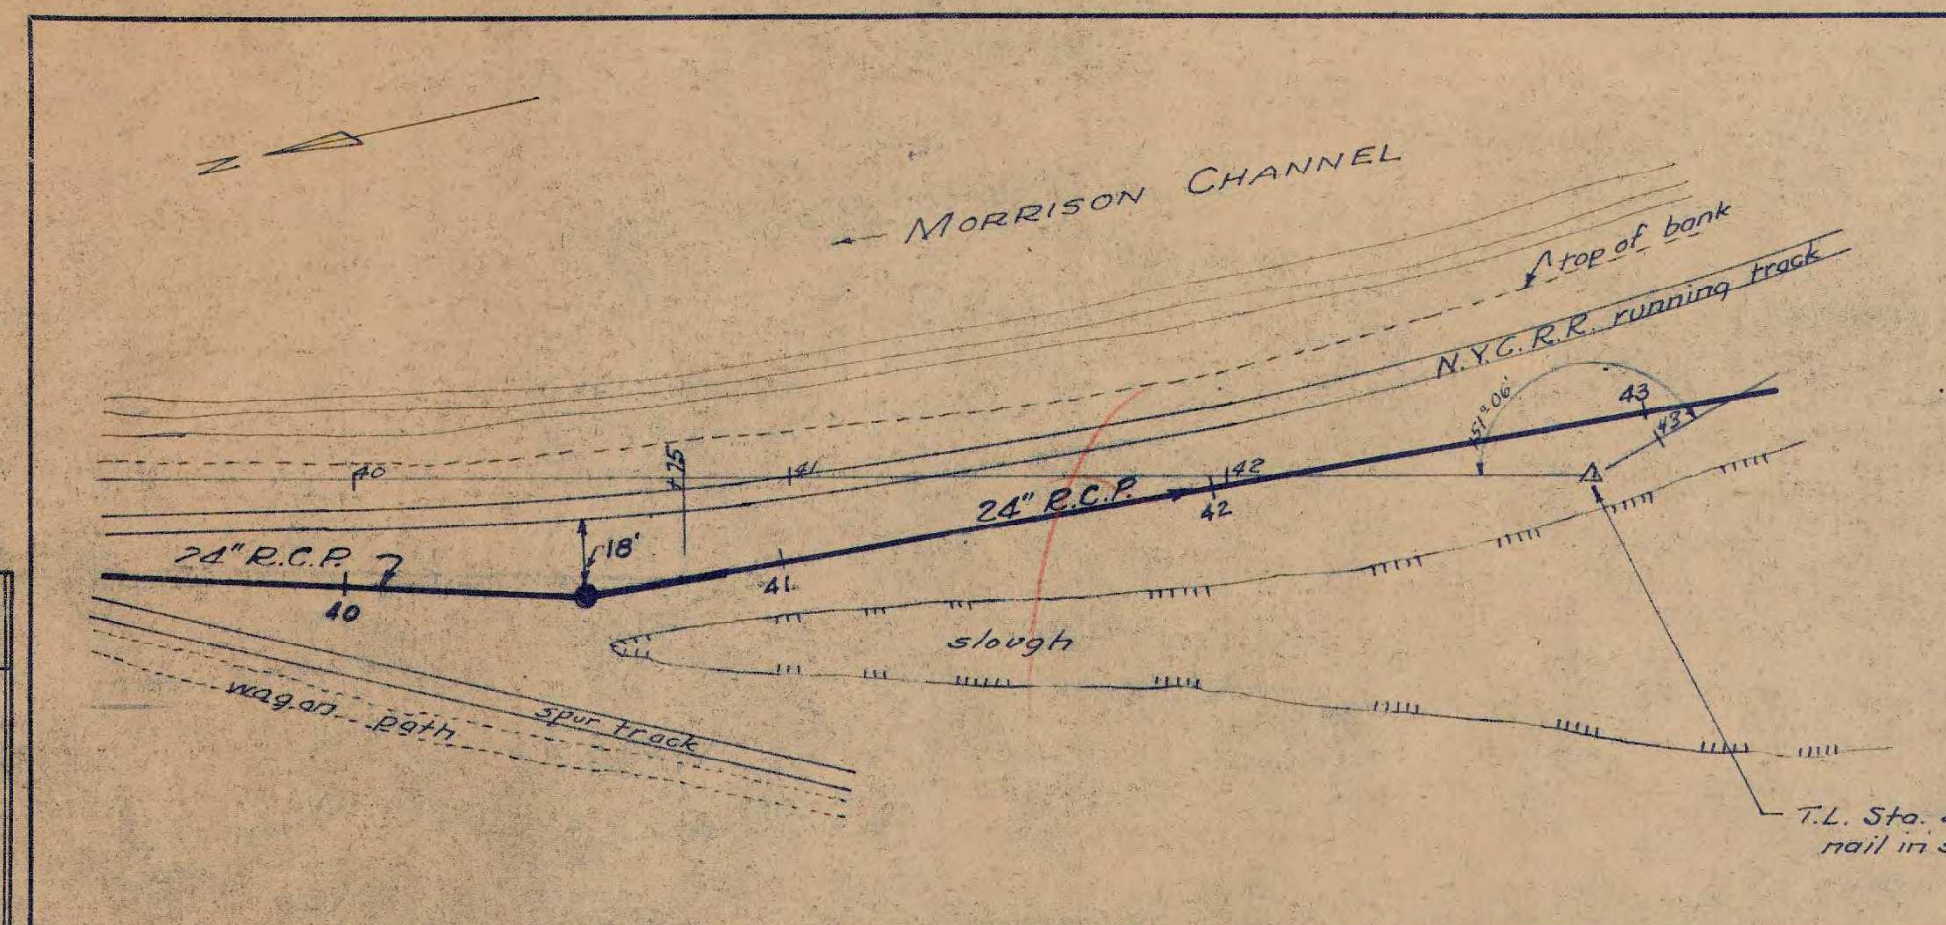 N
← MORRISON CHANNEL
top of bank
N.Y.C. R.R. running track
40
41
42
43
43
75
151°06'
24" R.C.P.
24" R.C.P.
18'
40
41
42
slough
wagon path
spur track
T.L. Sta.
nail in